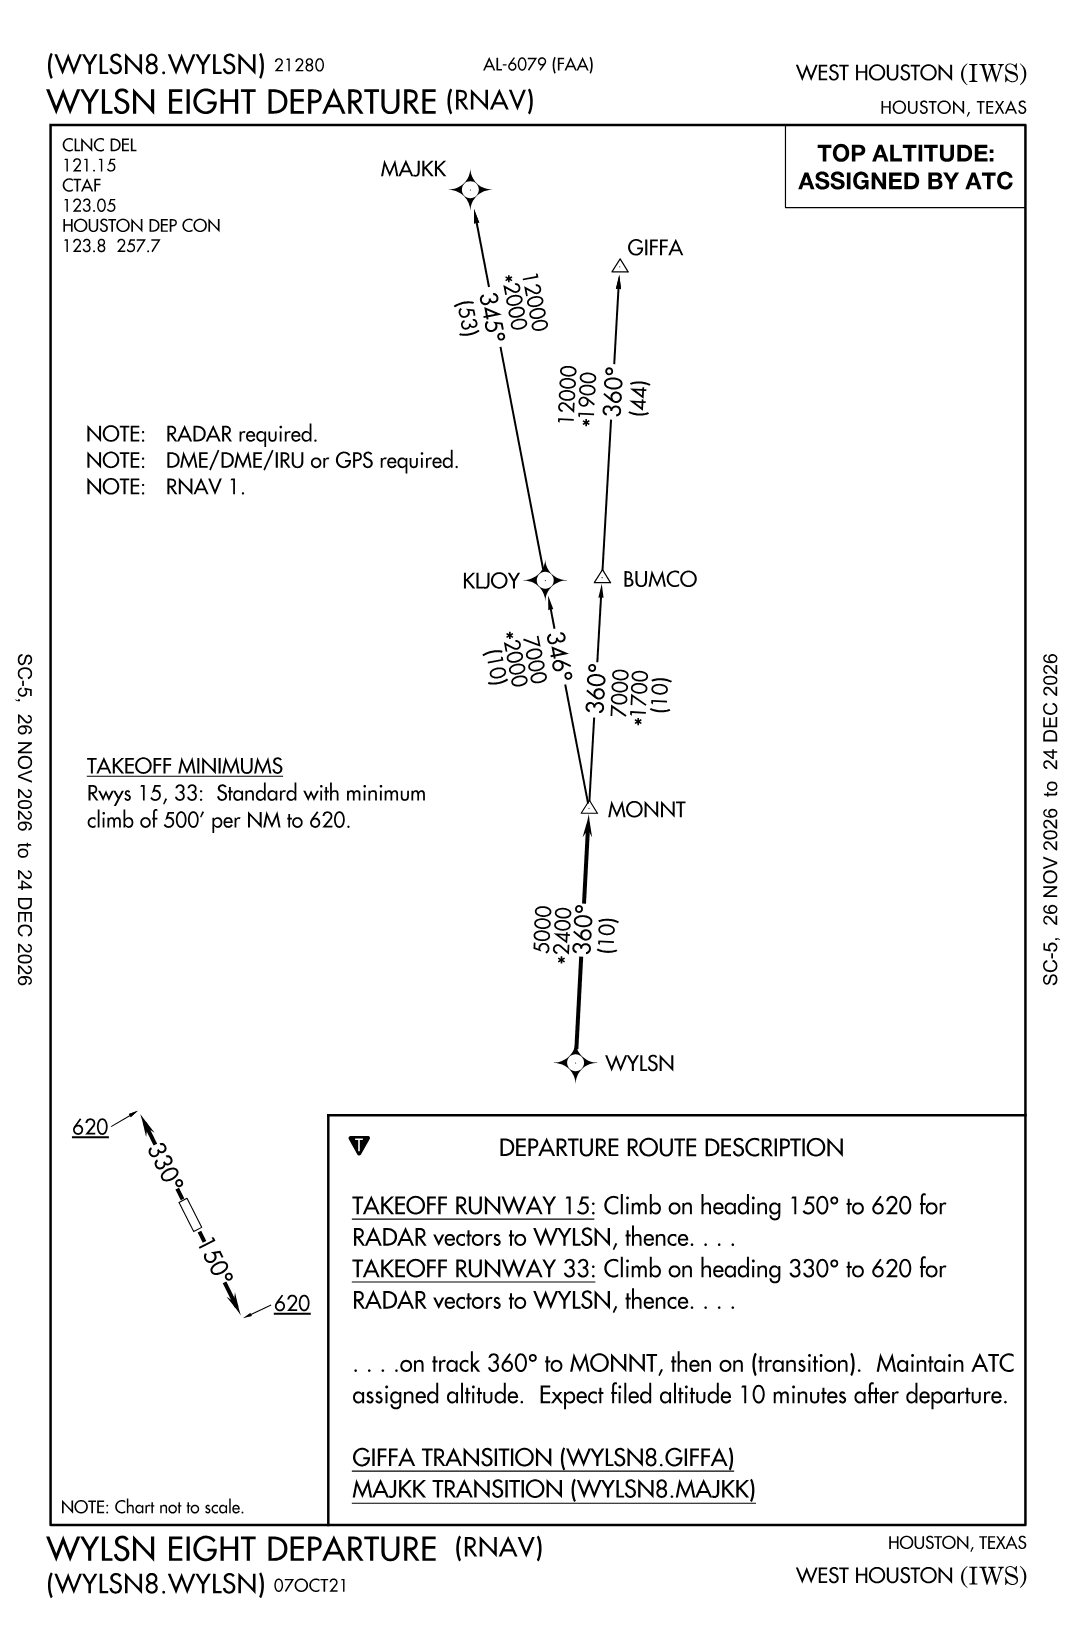 (WYLSN8.WYLSN) 21280
AL-6079 (FAA)
WEST HOUSTON (IWS)
WYLSN EIGHT DEPARTURE (RNAV)
HOUSTON, TEXAS
CLNC DEL
121.15
CTAF
123.05
HOUSTON DEP CON
123.8 257.7
TOP ALTITUDE:
ASSIGNED BY ATC
MAJKK
GIFFA
12000
*2000
345°
(53)
12000
*1900
360°
(44)
NOTE: RADAR required.
NOTE: DME/DME/IRU or GPS required.
NOTE: RNAV 1.
KLJOY
BUMCO
346°
7000
*2000
(10)
360°
7000
*1700
(10)
TAKEOFF MINIMUMS
Rwys 15, 33: Standard with minimum
climb of 500' per NM to 620.
MONNT
5000
*2400
360°
(10)
WYLSN
SC-5, 26 NOV 2026 to 24 DEC 2026
SC-5, 26 NOV 2026 to 24 DEC 2026
620
330°
150°
620
DEPARTURE ROUTE DESCRIPTION
TAKEOFF RUNWAY 15: Climb on heading 150° to 620 for
RADAR vectors to WYLSN, thence. . . .
TAKEOFF RUNWAY 33: Climb on heading 330° to 620 for
RADAR vectors to WYLSN, thence. . . .
. . . .on track 360° to MONNT, then on (transition). Maintain ATC
assigned altitude. Expect filed altitude 10 minutes after departure.
GIFFA TRANSITION (WYLSN8.GIFFA)
MAJKK TRANSITION (WYLSN8.MAJKK)
T
NOTE: Chart not to scale.
WYLSN EIGHT DEPARTURE (RNAV)
HOUSTON, TEXAS
(WYLSN8.WYLSN) 07OCT21
WEST HOUSTON (IWS)